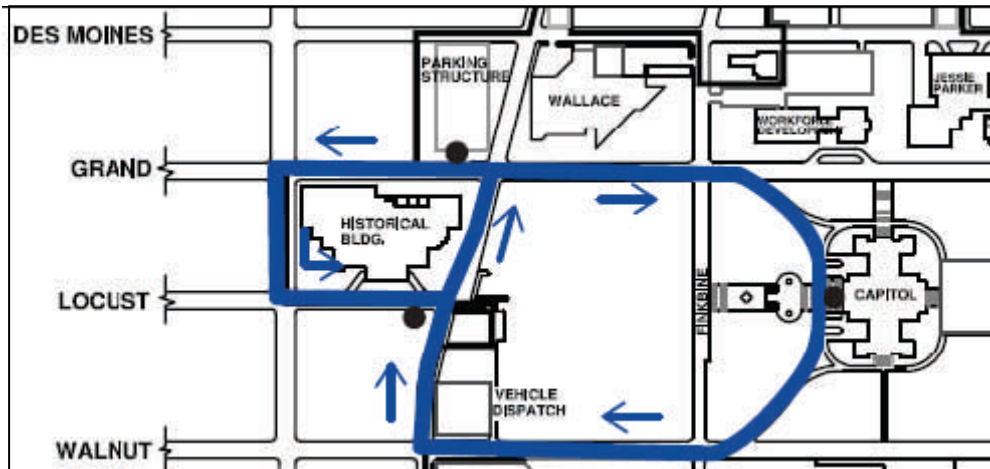 DES MOINES
PARKING
STRUCTURE
WALLACE
JESSIE
PARKER
WORKFORCE
DEVELOPMENT
GRAND
HISTORICAL
BLDG.
LOCUST
FINKBINE
CAPITOL
VEHICLE
DISPATCH
WALNUT